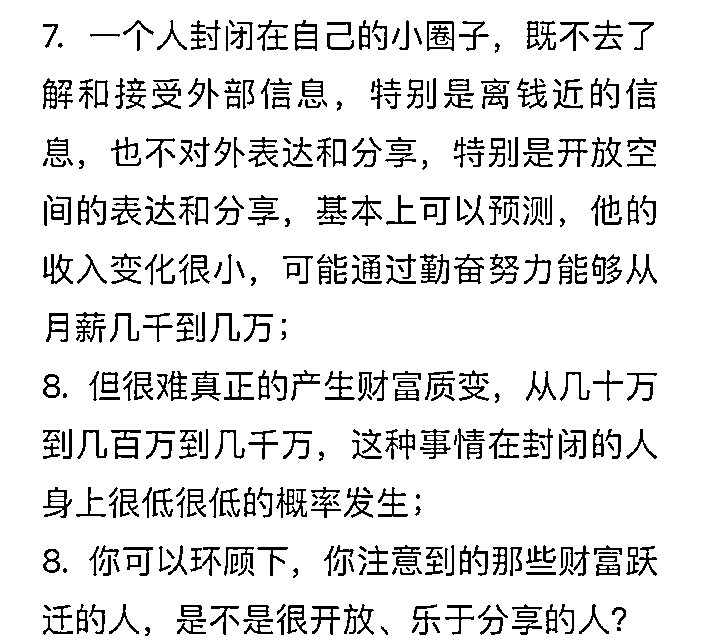 7. 一个人封闭在自己的小圈子，既不去了
解和接受外部信息，特别是离钱近的信
息，也不对外表达和分享，特别是开放空
间的表达和分享，基本上可以预测，他的
收入变化很小，可能通过勤奋努力能够从
月薪几千到几万；
8. 但很难真正的产生财富质变，从几十万
到几百万到几千万，这种事情在封闭的人
身上很低很低的概率发生；
8. 你可以环顾下，你注意到的那些财富跃
迁的人，是不是很开放、乐于分享的人？